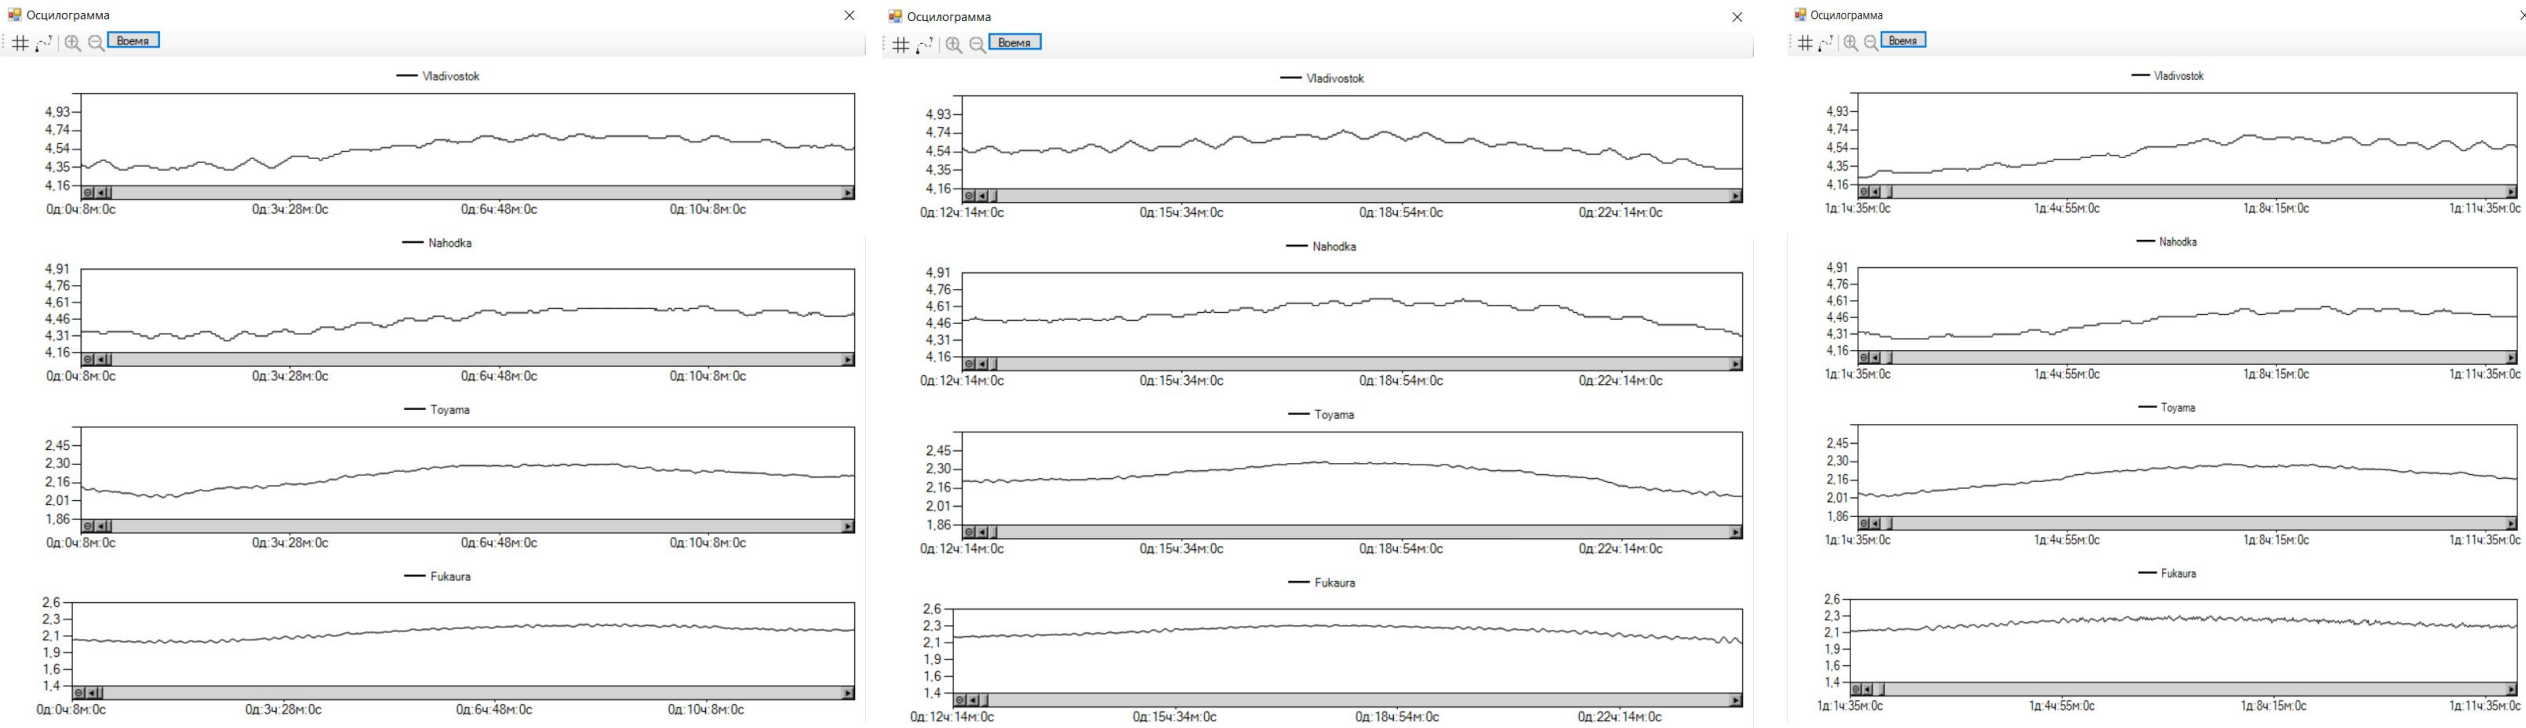 Осцилограмма
Время
Vladivostok
4,93
4,74
4,54
4,35
4,16
0д:0ч:8м:0с 0д:3ч:28м:0с 0д:6ч:48м:0с 0д:10ч:8м:0с
Nahodka
4,91
4,76
4,61
4,46
4,31
4,16
0д:0ч:8м:0с 0д:3ч:28м:0с 0д:6ч:48м:0с 0д:10ч:8м:0с
Toyama
2,45
2,30
2,16
2,01
1,86
0д:0ч:8м:0с 0д:3ч:28м:0с 0д:6ч:48м:0с 0д:10ч:8м:0с
Fukaura
2,6
2,3
2,1
1,9
1,6
1,4
0д:0ч:8м:0с 0д:3ч:28м:0с 0д:6ч:48м:0с 0д:10ч:8м:0с
Осцилограмма
Время
Vladivostok
4,93
4,74
4,54
4,35
4,16
0д:12ч:14м:0с 0д:15ч:34м:0с 0д:18ч:54м:0с 0д:22ч:14м:0с
Nahodka
4,91
4,76
4,61
4,46
4,31
4,16
0д:12ч:14м:0с 0д:15ч:34м:0с 0д:18ч:54м:0с 0д:22ч:14м:0с
Toyama
2,45
2,30
2,16
2,01
1,86
0д:12ч:14м:0с 0д:15ч:34м:0с 0д:18ч:54м:0с 0д:22ч:14м:0с
Fukaura
2,6
2,3
2,1
1,9
1,6
1,4
0д:12ч:14м:0с 0д:15ч:34м:0с 0д:18ч:54м:0с 0д:22ч:14м:0с
Осцилограмма
Время
Vladivostok
4,93
4,74
4,54
4,35
4,16
1д:1ч:35м:0с 1д:4ч:55м:0с 1д:8ч:15м:0с 1д:11ч:35м:0с
Nahodka
4,91
4,76
4,61
4,46
4,31
4,16
1д:1ч:35м:0с 1д:4ч:55м:0с 1д:8ч:15м:0с 1д:11ч:35м:0с
Toyama
2,45
2,30
2,16
2,01
1,86
1д:1ч:35м:0с 1д:4ч:55м:0с 1д:8ч:15м:0с 1д:11ч:35м:0с
Fukaura
2,6
2,3
2,1
1,9
1,6
1,4
1д:1ч:35м:0с 1д:4ч:55м:0с 1д:8ч:15м:0с 1д:11ч:35м:0с